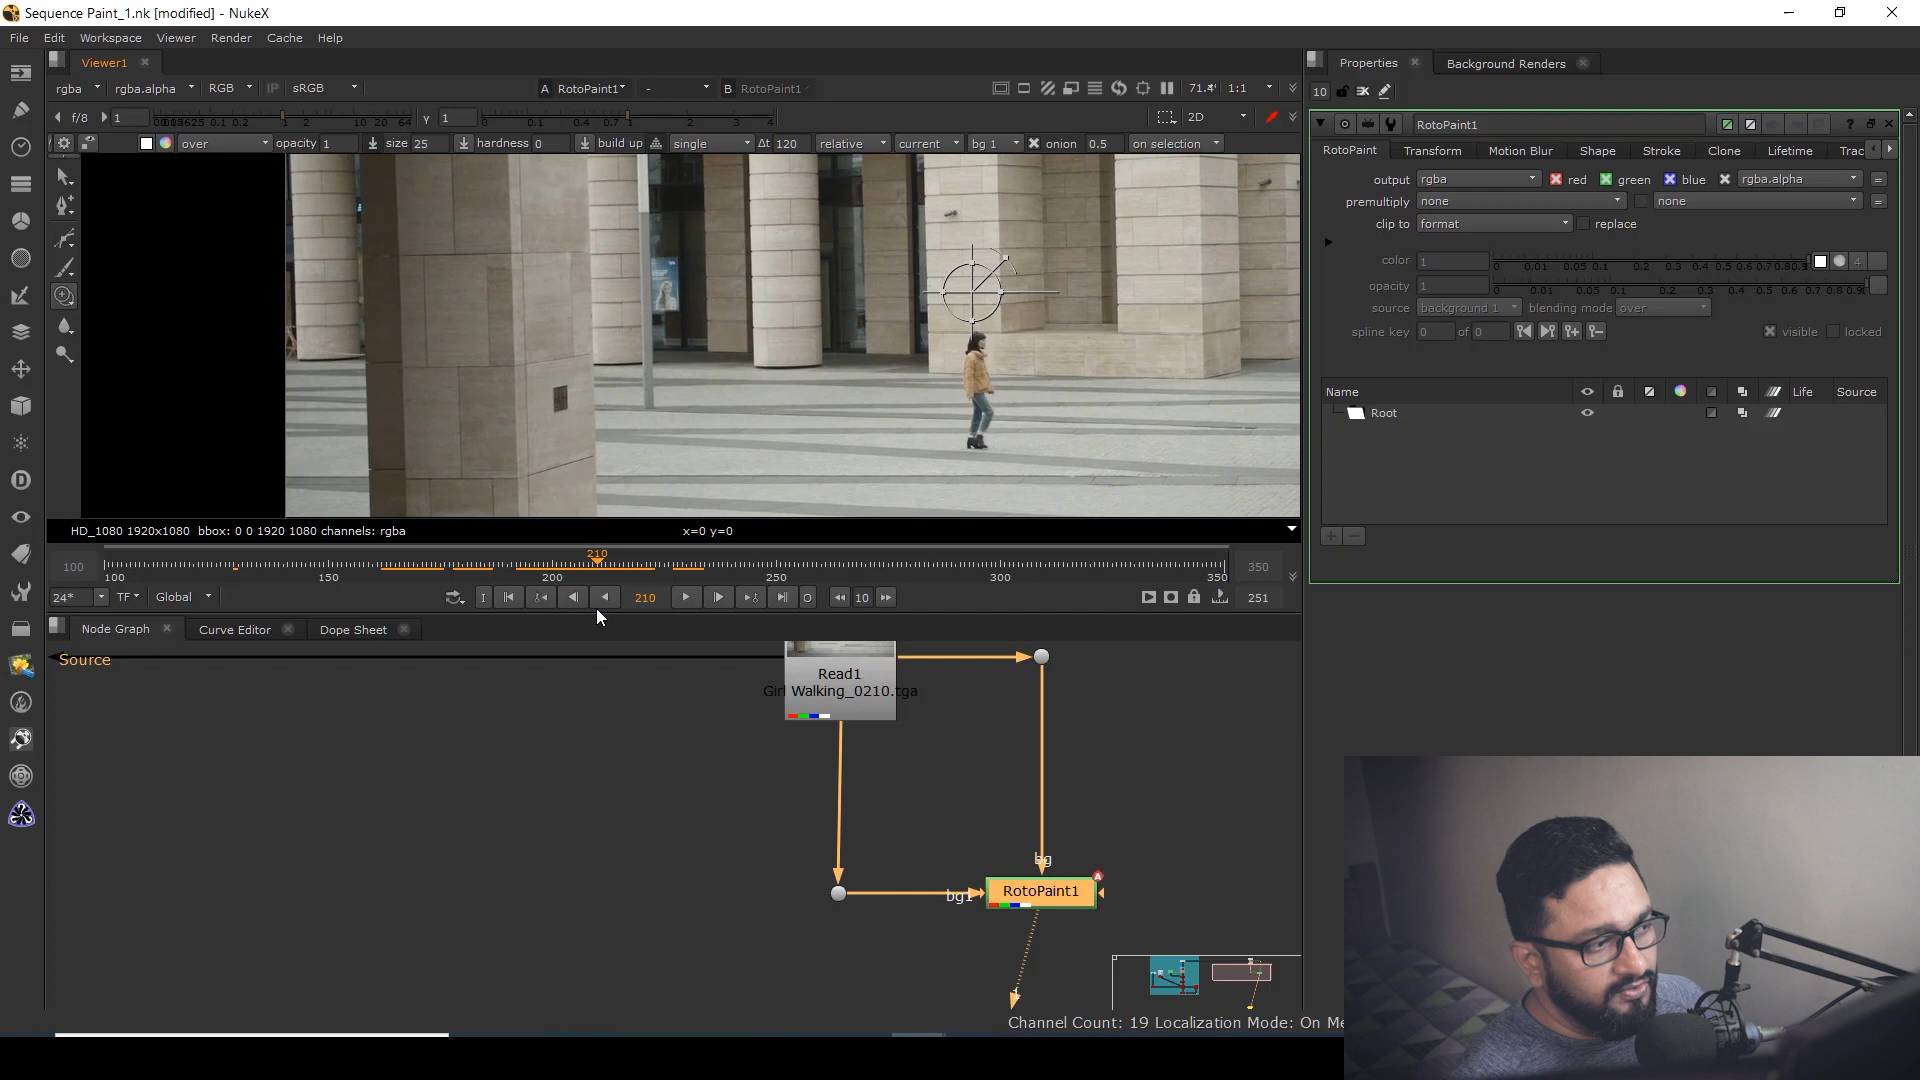 Sequence Paint_1.nk [modified] - NukeX
File Edit Workspace Viewer Render Cache Help
Viewer1
Properties Background Renders
rgba rgba.alpha RGB IP sRGB A RotoPaint1 - B RotoPaint1 71.4 1:1
10
f/8 1 γ 1 2D
RotoPaint1
over opacity 1 size 25 hardness 0 build up single Δt 120 relative current bg 1 onion 0.5 on selection
RotoPaint Transform Motion Blur Shape Stroke Clone Lifetime Trac
output rgba red green blue rgba.alpha =
premultiply none none =
clip to format replace
color 1 4
opacity 1
source background 1 blending mode over
spline key 0 of 0 visible locked
Name Life Source
Root
HD_1080 1920x1080 bbox: 0 0 1920 1080 channels: rgba x=0 y=0
210
100 350
100 150 200 250 300 350
24* TF Global I 210 O 10 251
Node Graph Curve Editor Dope Sheet
Source
Read1
Girl Walking_0210.tga
bg
bg1
RotoPaint1
A
1
Channel Count: 19 Localization Mode: On